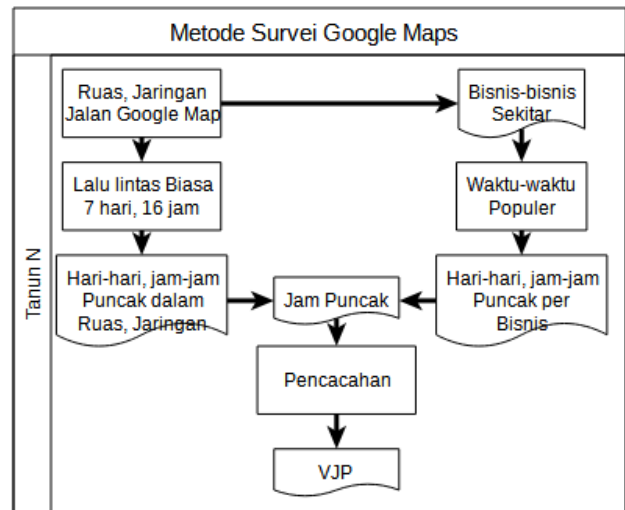 Metode Survei Google Maps
Tanun N
Ruas, Jaringan
Jalan Google Map
Bisnis-bisnis
Sekitar
Lalu lintas Biasa
7 hari, 16 jam
Waktu-waktu
Populer
Hari-hari, jam-jam
Puncak dalam
Ruas, Jaringan
Jam Puncak
Hari-hari, jam-jam
Puncak per
Bisnis
Pencacahan
VJP